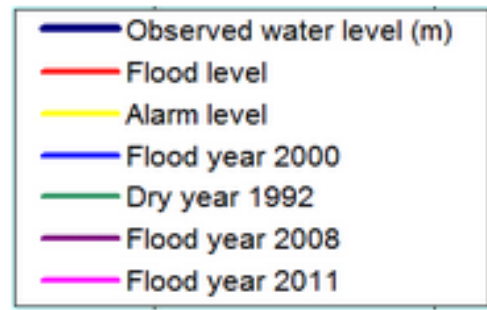 Observed water level (m)
Flood level
Alarm level
Flood year 2000
Dry year 1992
Flood year 2008
Flood year 2011